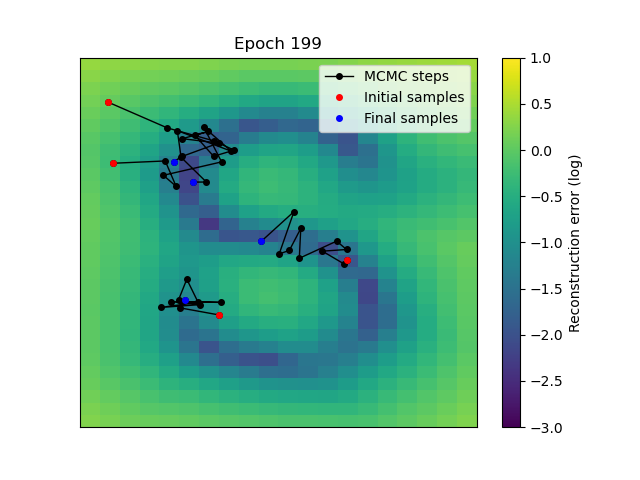 Epoch 199
MCMC steps
Initial samples
Final samples
1.0
0.5
0.0
−0.5
−1.0
−1.5
−2.0
−2.5
−3.0
Reconstruction error (log)